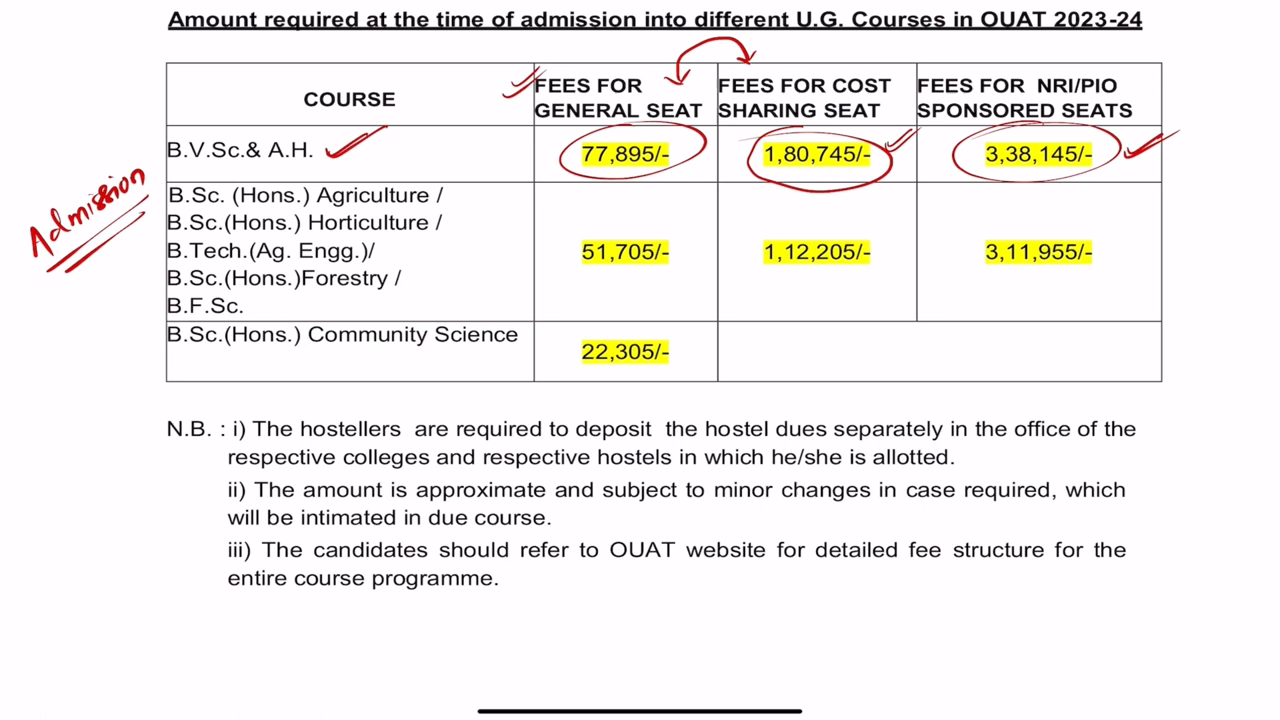 Amount required at the time of admission into different U.G. Courses in OUAT 2023-24
COURSE
FEES FOR
GENERAL SEAT
FEES FOR COST
SHARING SEAT
FEES FOR NRI/PIO
SPONSORED SEATS
B.V.Sc.& A.H.
77,895/-
1,80,745/-
3,38,145/-
Admission
B.Sc. (Hons.) Agriculture /
B.Sc.(Hons.) Horticulture /
B.Tech.(Ag. Engg.)/
B.Sc.(Hons.)Forestry /
B.F.Sc.
51,705/-
1,12,205/-
3,11,955/-
B.Sc.(Hons.) Community Science
22,305/-
N.B. : i) The hostellers are required to deposit the hostel dues separately in the office of the
respective colleges and respective hostels in which he/she is allotted.
ii) The amount is approximate and subject to minor changes in case required, which
will be intimated in due course.
iii) The candidates should refer to OUAT website for detailed fee structure for the
entire course programme.